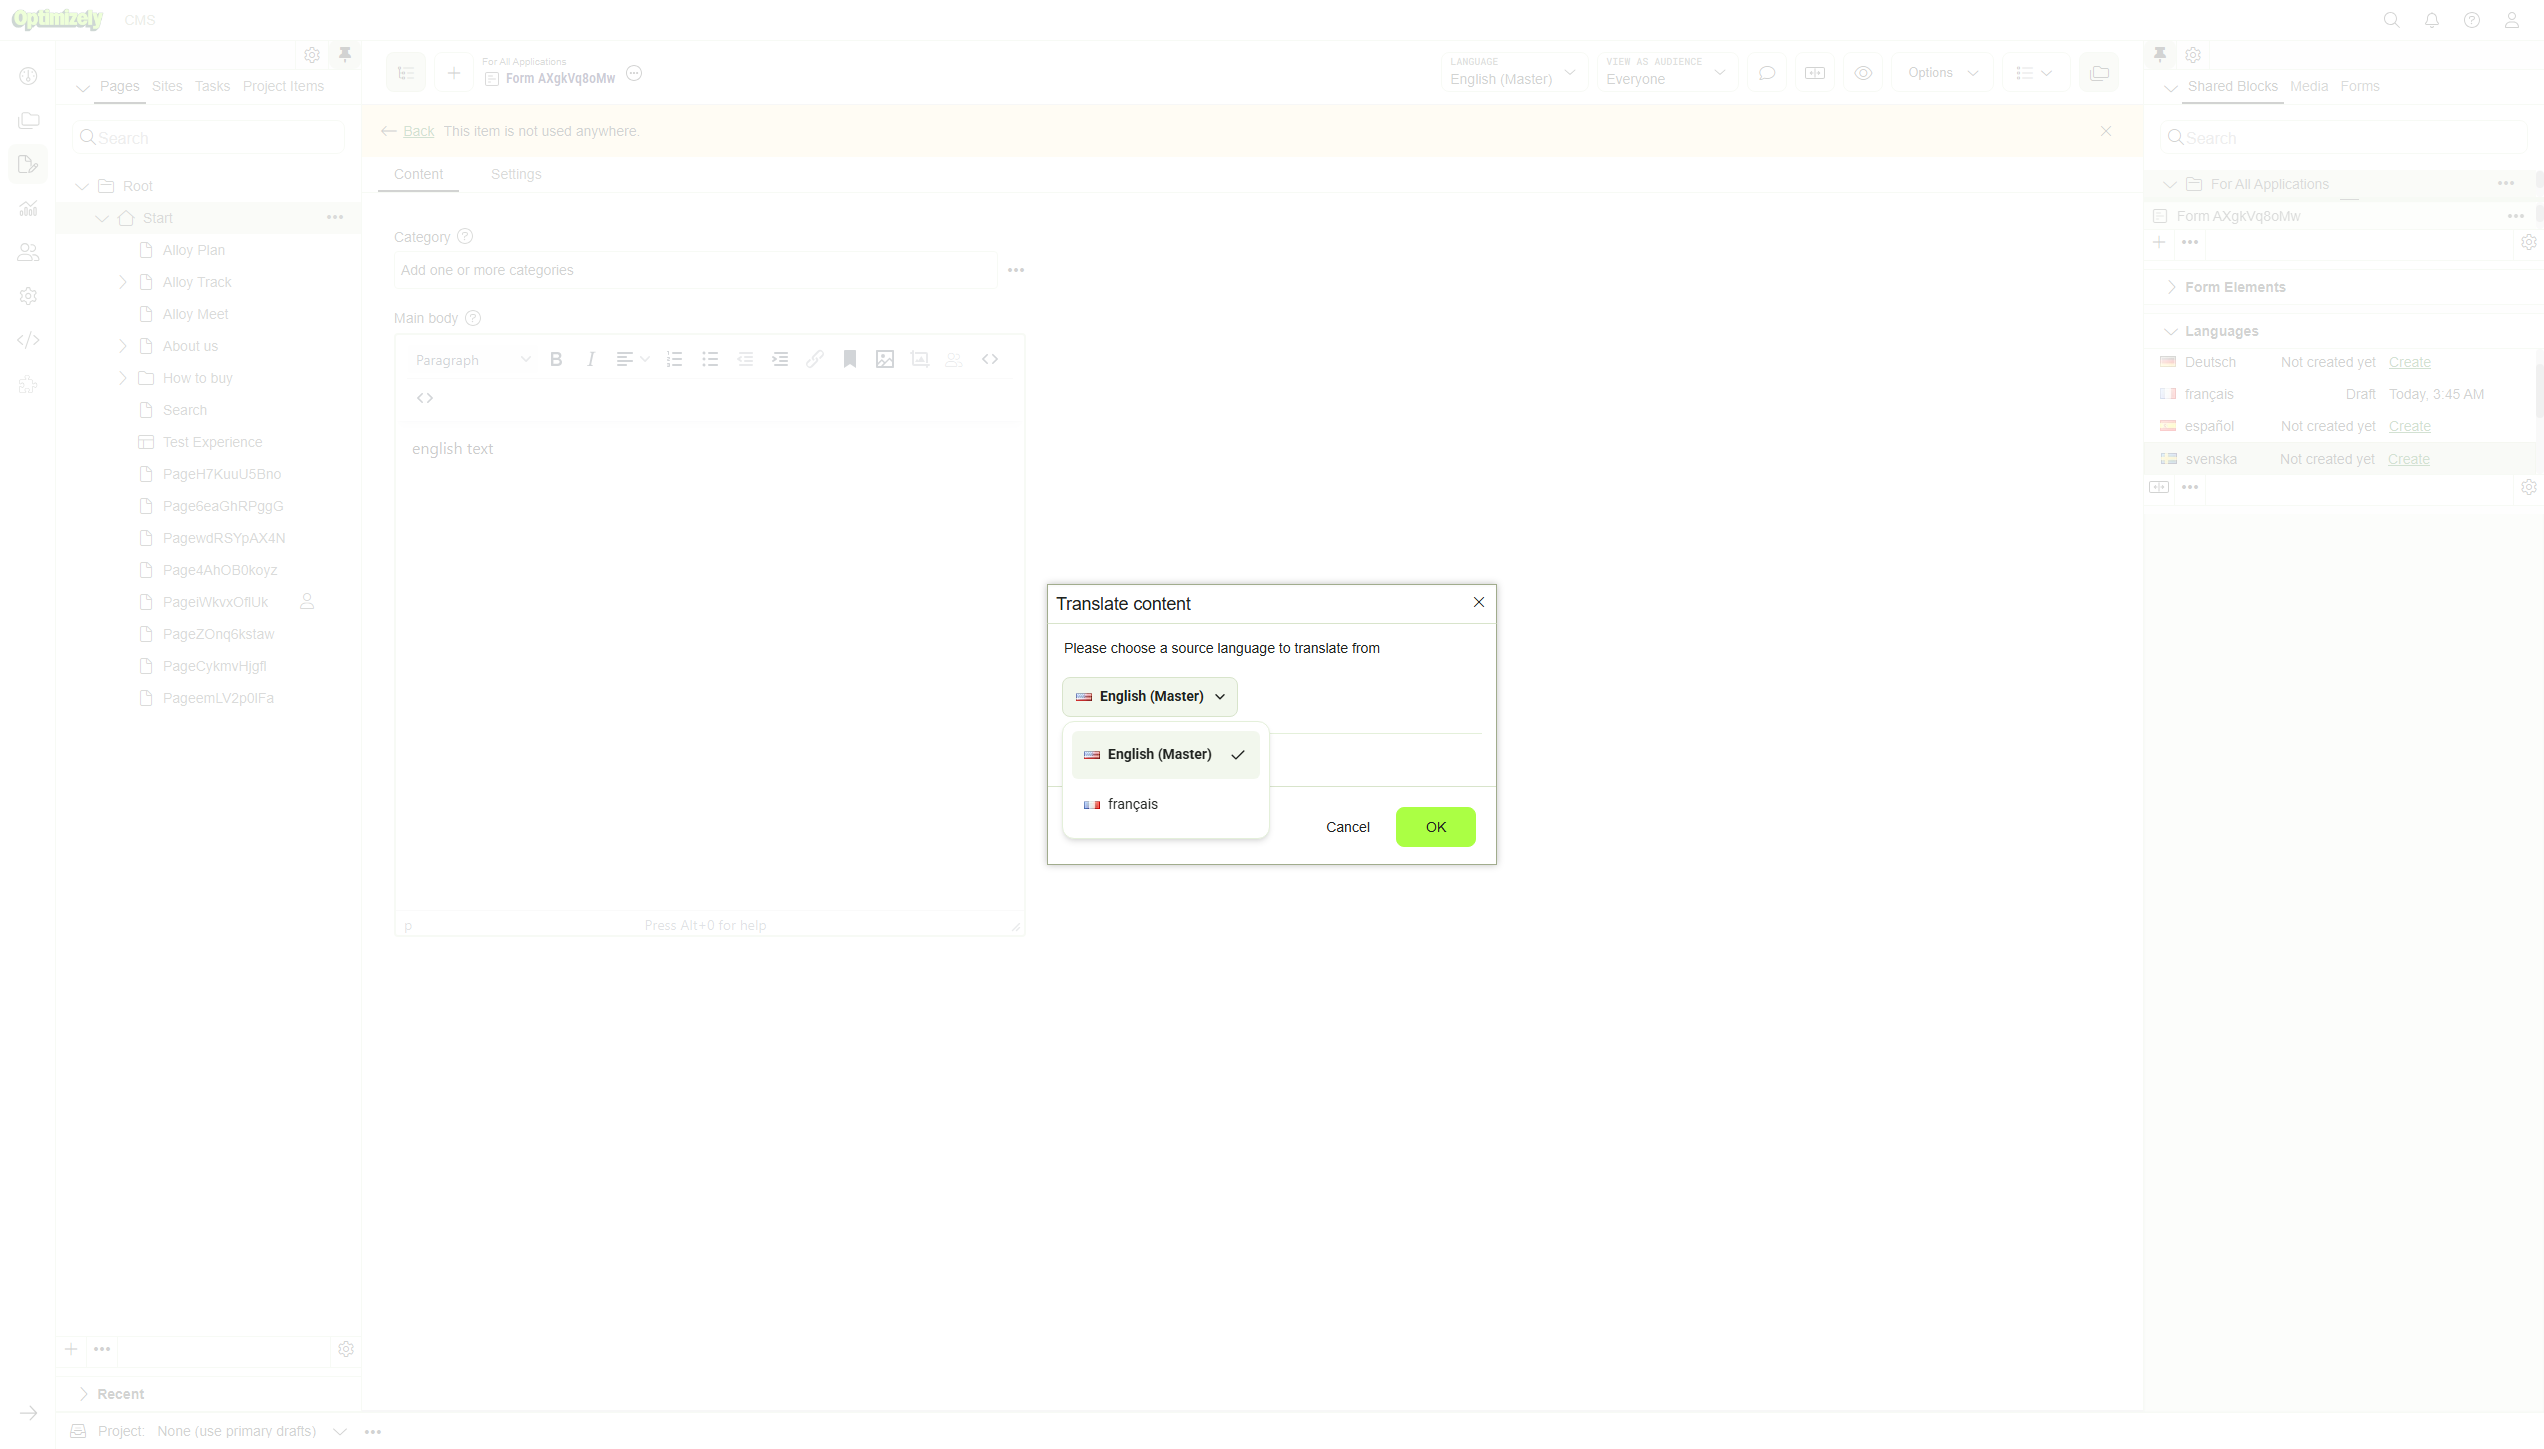 Optimizely
CMS
Pages
Sites
Tasks
Project Items
Search
Root
Start
Alloy Plan
Alloy Track
Alloy Meet
About us
How to buy
Search
Test Experience
PageH7KuuU5Bno
Page6eaGhRPggG
PagewdRSYpAX4N
Page4AhOB0koyz
PageiWkvxOflUk
PageZOnq6kstaw
PageCykmvHjgfl
PageemLV2p0lFa
Recent
Project: None (use primary drafts)
For All Applications
Form AXgkVq8oMw
LANGUAGE
English (Master)
VIEW AS AUDIENCE
Everyone
Options
Back This item is not used anywhere.
Content
Settings
Category
Add one or more categories
Main body
Paragraph
english text
p
Press Alt+0 for help
Translate content
Please choose a source language to translate from
English (Master)
English (Master)
français
Cancel
OK
Shared Blocks
Media
Forms
Search
For All Applications
Form AXgkVq8oMw
Form Elements
Languages
Deutsch Not created yet Create
français Draft Today, 3:45 AM
español Not created yet Create
svenska Not created yet Create